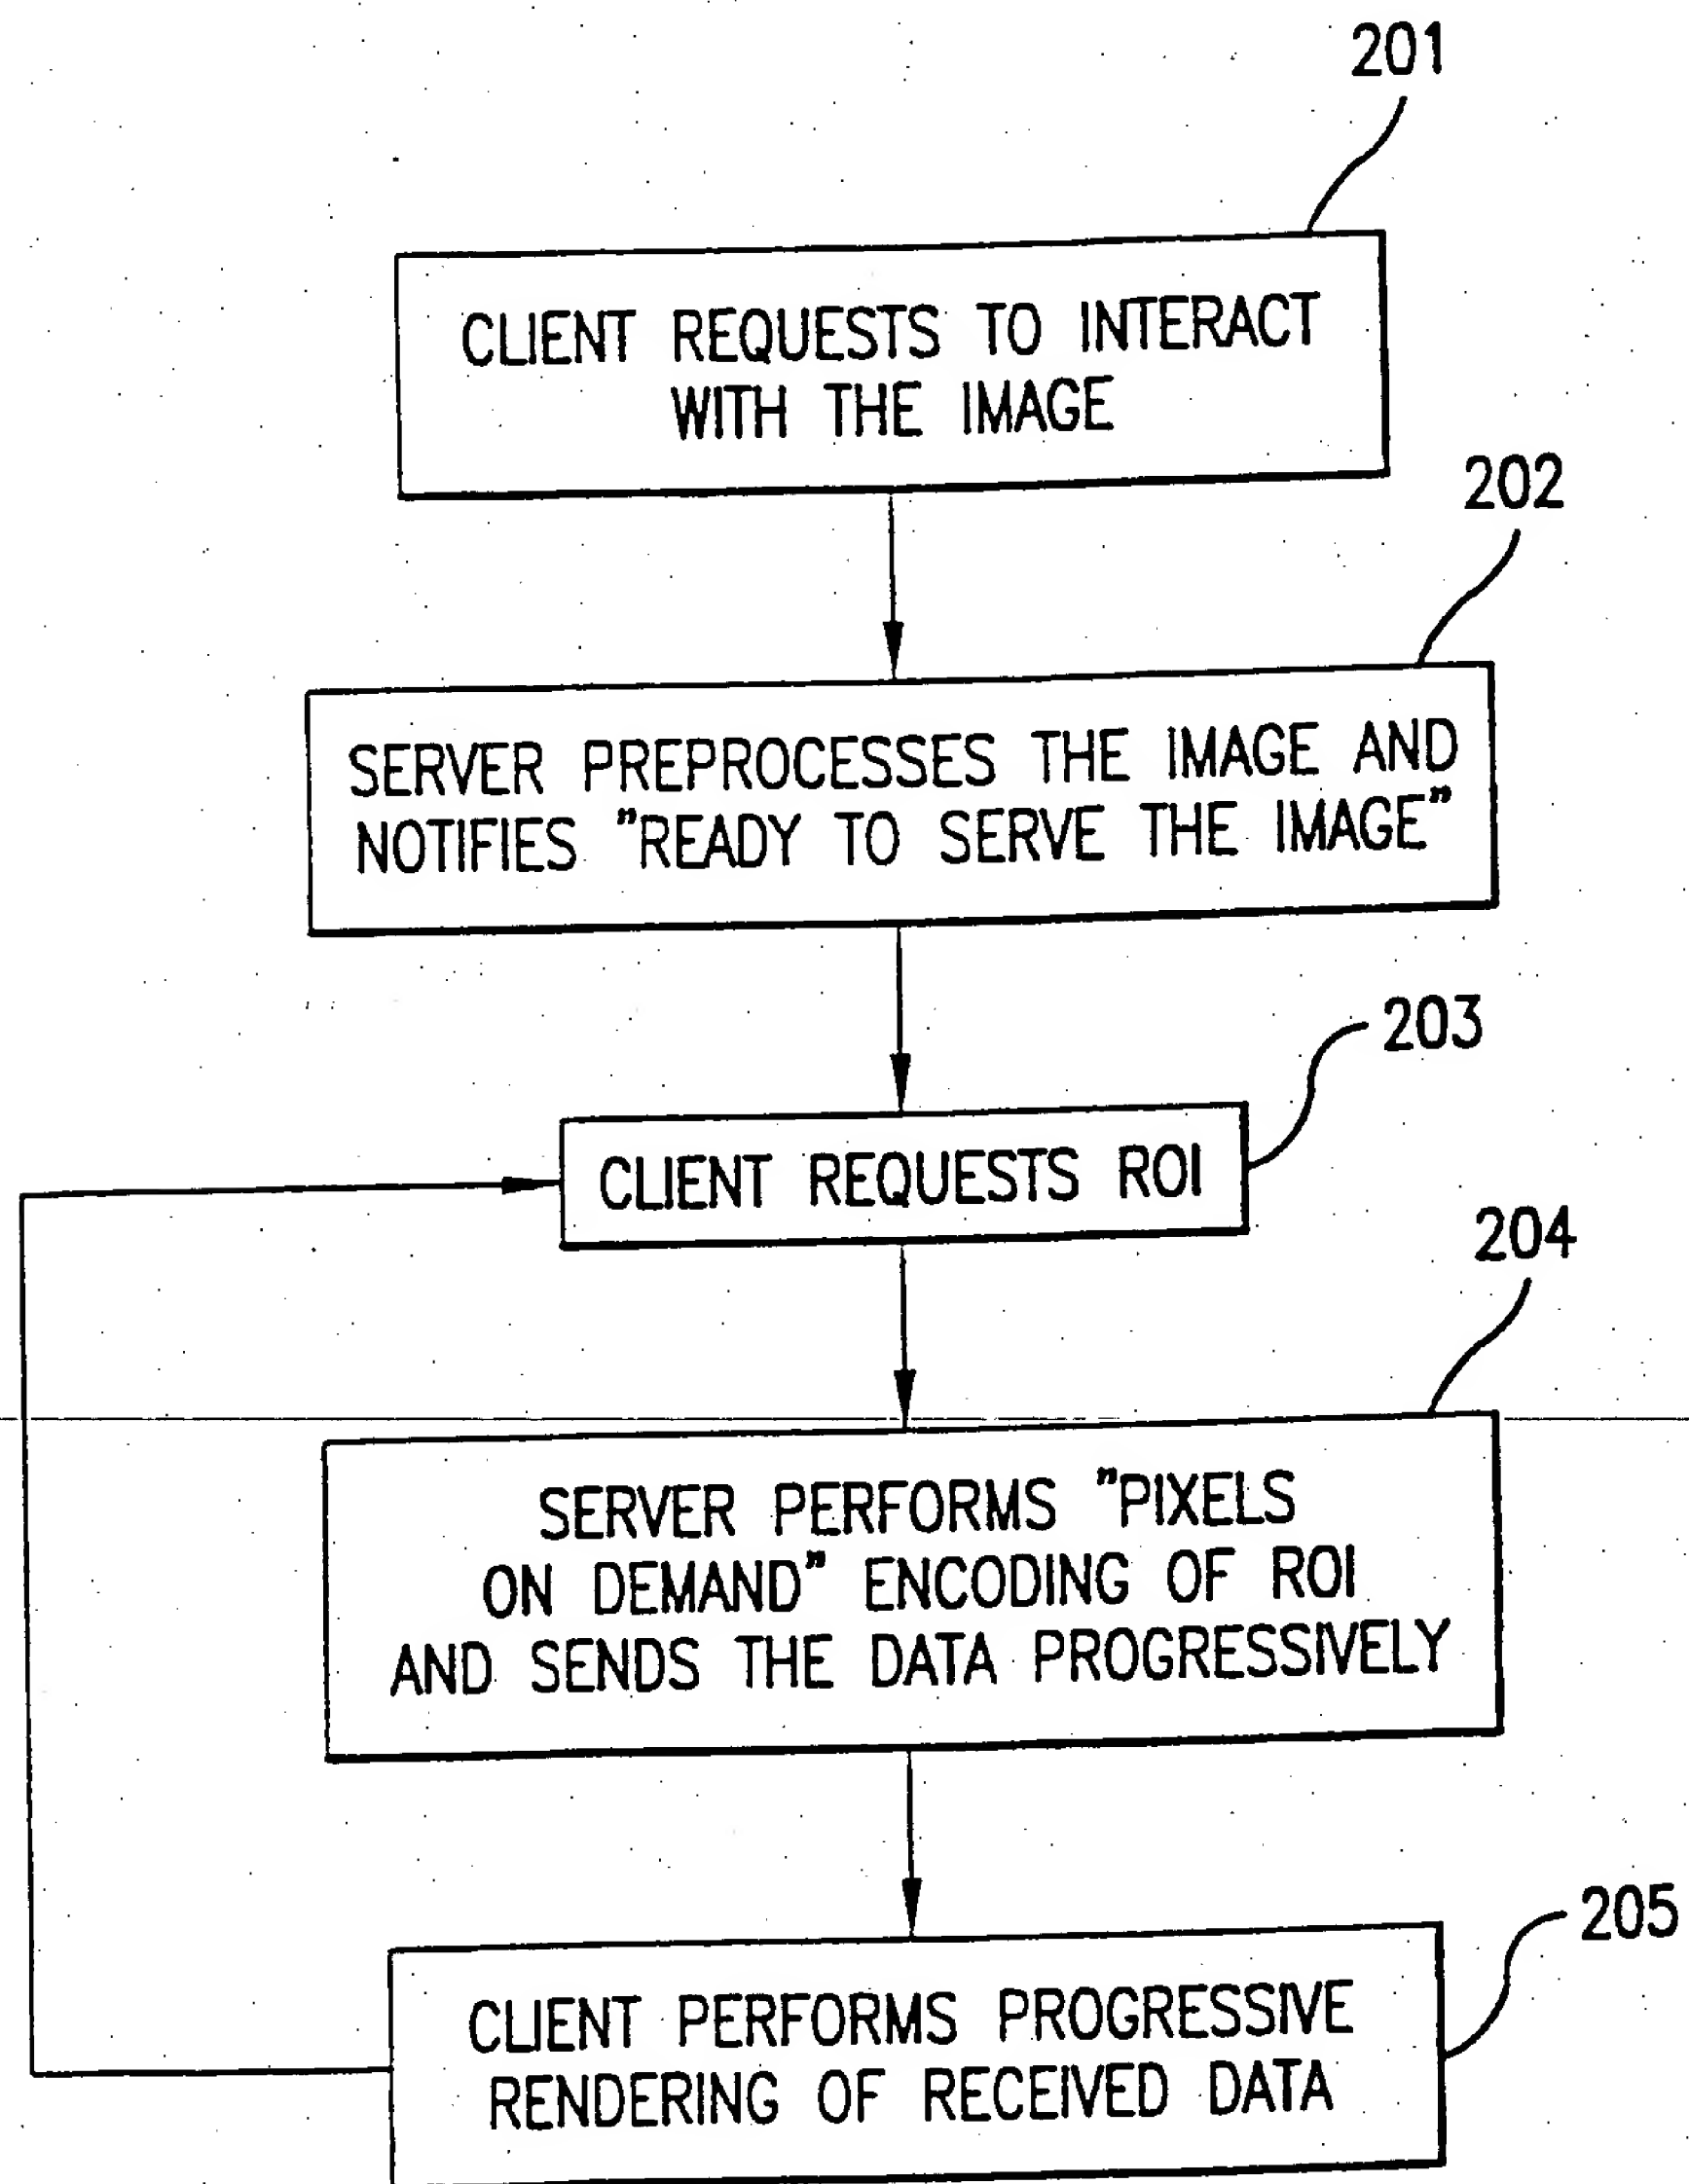 201
CLIENT REQUESTS TO INTERACT
WITH THE IMAGE
202
SERVER PREPROCESSES THE IMAGE AND
NOTIFIES "READY TO SERVE THE IMAGE"
203
CLIENT REQUESTS ROI
204
SERVER PERFORMS "PIXELS
ON DEMAND" ENCODING OF ROI
AND SENDS THE DATA PROGRESSIVELY
205
CLIENT PERFORMS PROGRESSIVE
RENDERING OF RECEIVED DATA